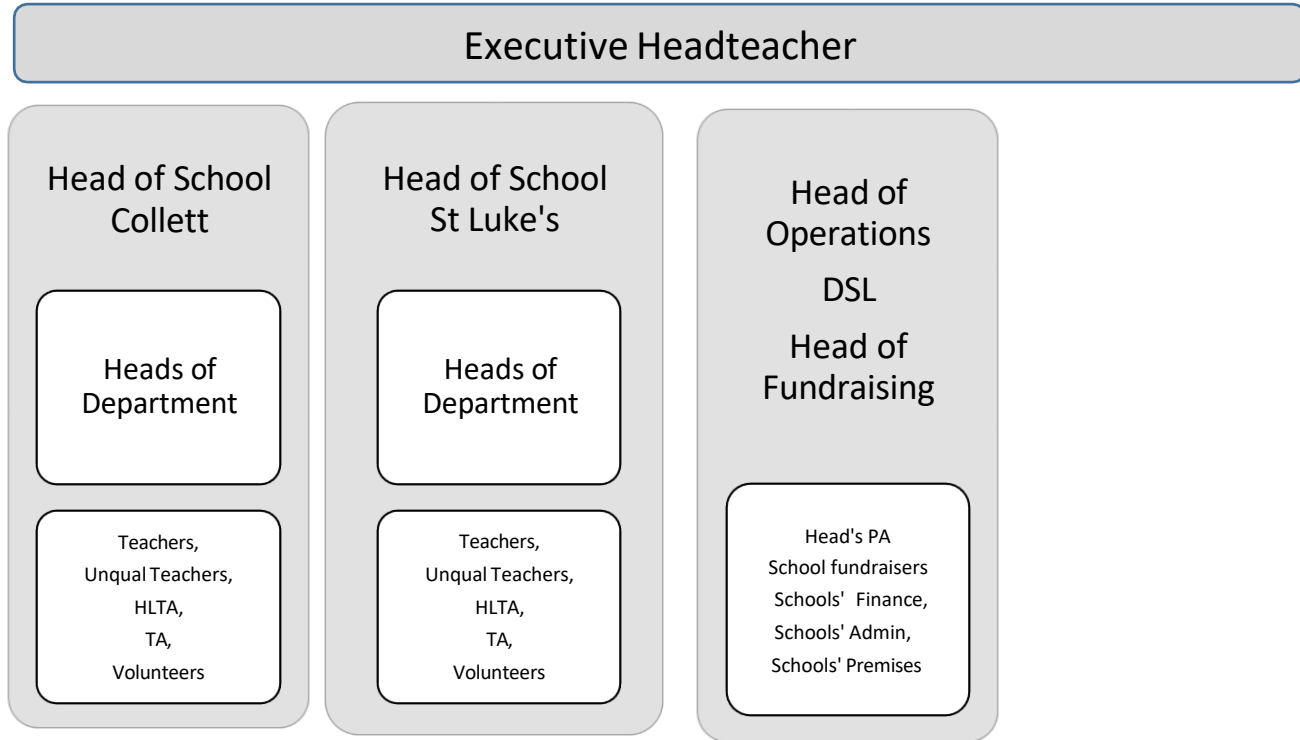 Executive Headteacher
Head of School
Collett
Heads of
Department
Teachers,
Unqual Teachers,
HLTA,
TA,
Volunteers
Head of School
St Luke's
Heads of
Department
Teachers,
Unqual Teachers,
HLTA,
TA,
Volunteers
Head of
Operations
DSL
Head of
Fundraising
Head's PA
School fundraisers
Schools' Finance,
Schools' Admin,
Schools' Premises